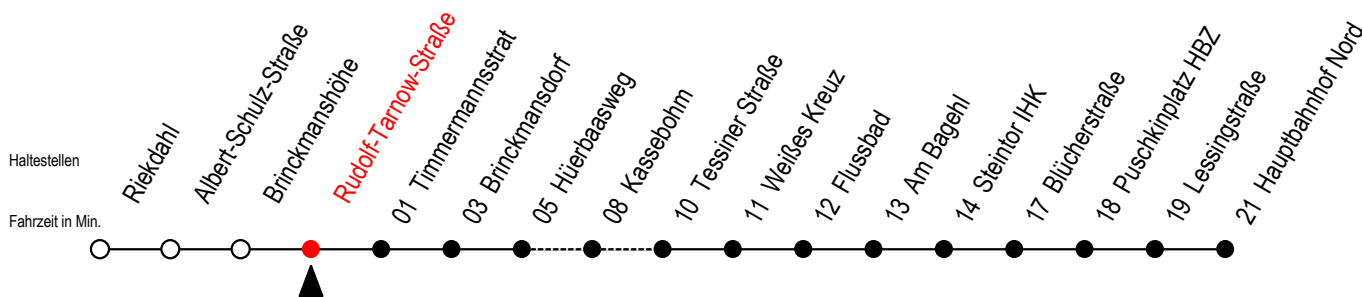 Haltestellen
Fahrzeit in Min.
Riekdahl
Albert-Schulz-Straße
Brinckmanshöhe
Rudolf-Tarnow-Straße
01 Timmermannsstrat
03 Brinckmansdorf
05 Hüerbaasweg
08 Kassebohm
10 Tessiner Straße
11 Weißes Kreuz
12 Flussbad
13 Am Bagehl
14 Steintor IHK
17 Blücherstraße
18 Puschkinplatz HBZ
19 Lessingstraße
21 Hauptbahnhof Nord